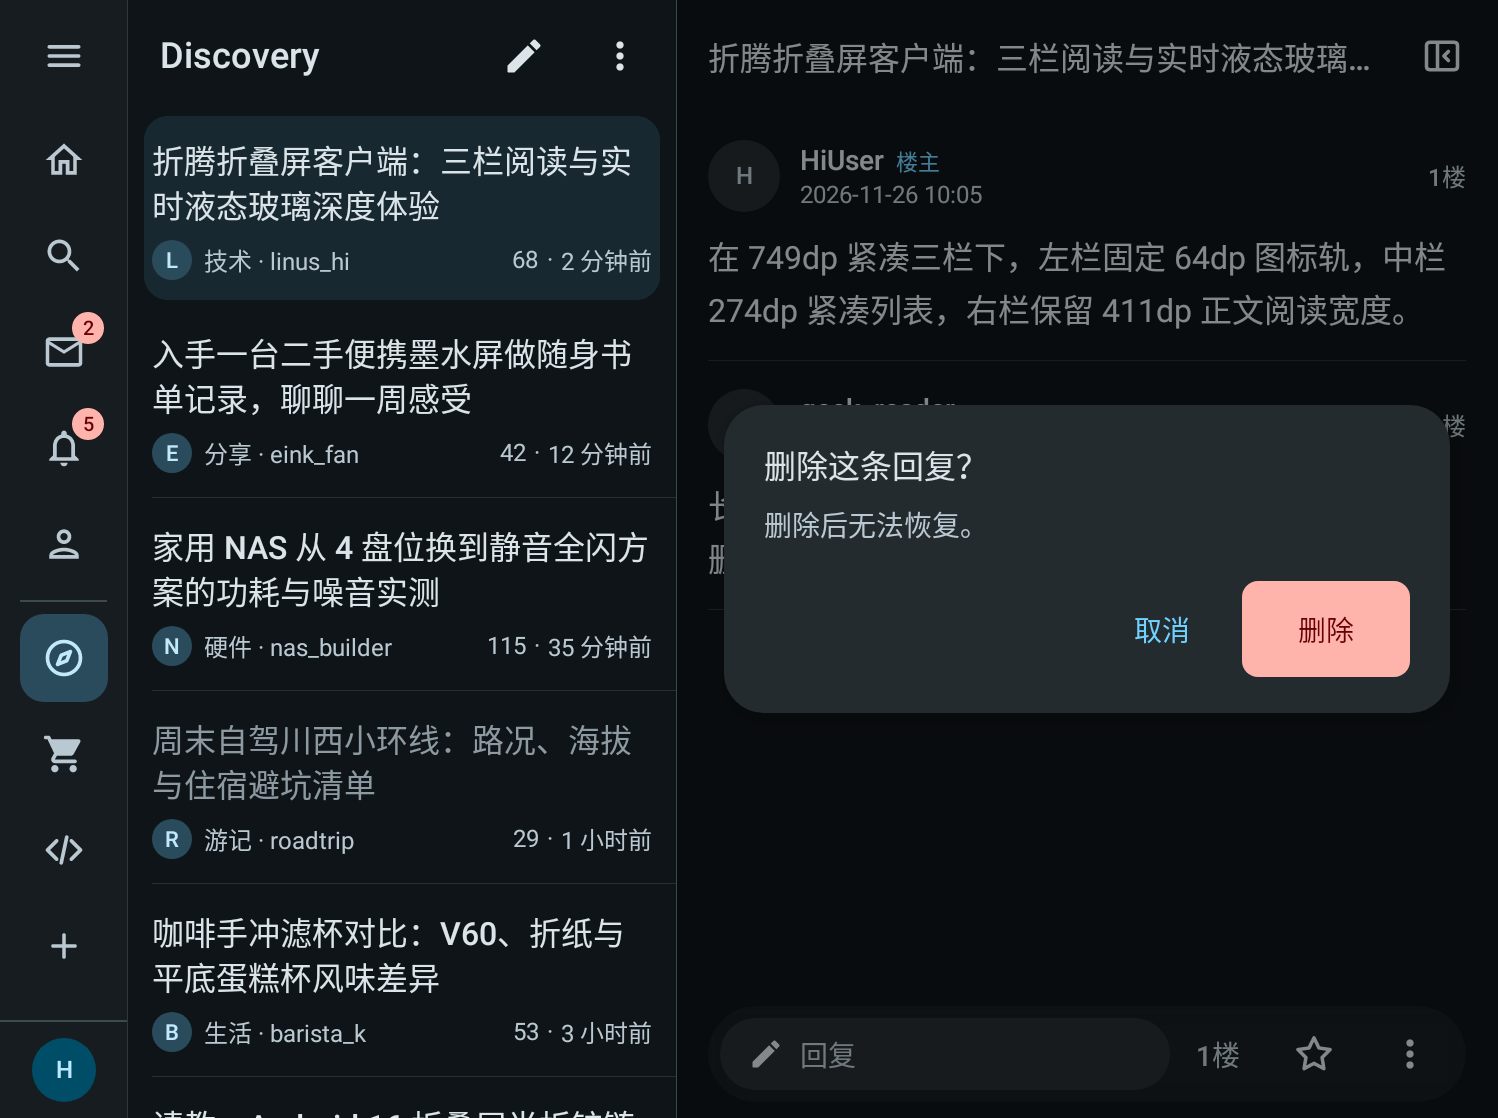 Discovery
折腾折叠屏客户端：三栏阅读与实
时液态玻璃深度体验
L 技术 · linus_hi 68 · 2 分钟前
2
入手一台二手便携墨水屏做随身书
单记录，聊聊一周感受
E 分享 · eink_fan 42 · 12 分钟前
5
家用 NAS 从 4 盘位换到静音全闪方
案的功耗与噪音实测
N 硬件 · nas_builder 115 · 35 分钟前
周末自驾川西小环线：路况、海拔
与住宿避坑清单
R 游记 · roadtrip 29 · 1 小时前
咖啡手冲滤杯对比：V60、折纸与
平底蛋糕杯风味差异
B 生活 · barista_k 53 · 3 小时前
H
折腾折叠屏客户端：三栏阅读与实时液态玻璃...
H HiUser 楼主 1楼
2026-11-26 10:05
在 749dp 紧凑三栏下，左栏固定 64dp 图标轨，中栏
274dp 紧凑列表，右栏保留 411dp 正文阅读宽度。
楼
删除这条回复？
删除后无法恢复。
取消 删除
回复 1楼